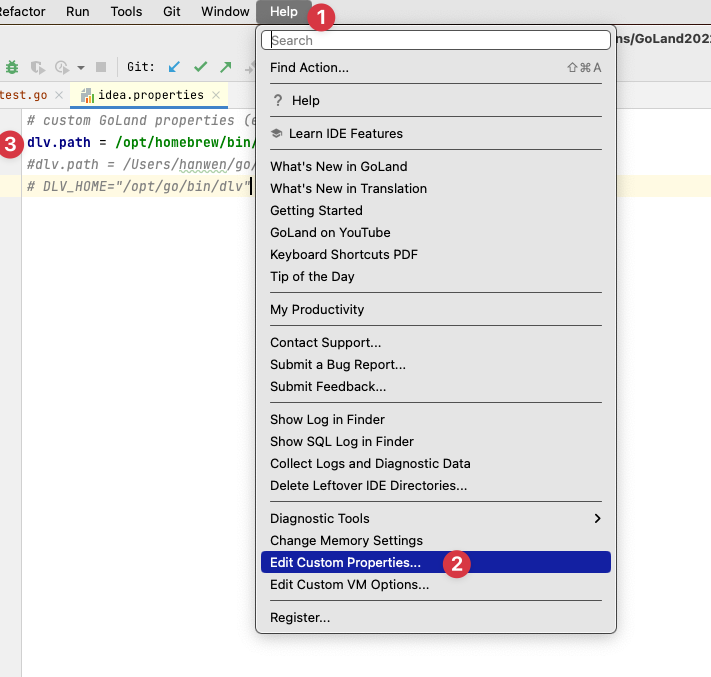 Refactor Run Tools Git Window Help 1
Search
ns/GoLand202
Find Action... ⇧⌘A
Git:
test.go × idea.properties ×
? Help
# custom GoLand properties (e
Learn IDE Features
3 dlv.path = /opt/homebrew/bin/
#dlv.path = /Users/hanwen/go/
# DLV_HOME="/opt/go/bin/dlv"
What's New in GoLand
What's New in Translation
Getting Started
GoLand on YouTube
Keyboard Shortcuts PDF
Tip of the Day
My Productivity
Contact Support...
Submit a Bug Report...
Submit Feedback...
Show Log in Finder
Show SQL Log in Finder
Collect Logs and Diagnostic Data
Delete Leftover IDE Directories...
Diagnostic Tools
Change Memory Settings
Edit Custom Properties... 2
Edit Custom VM Options...
Register...